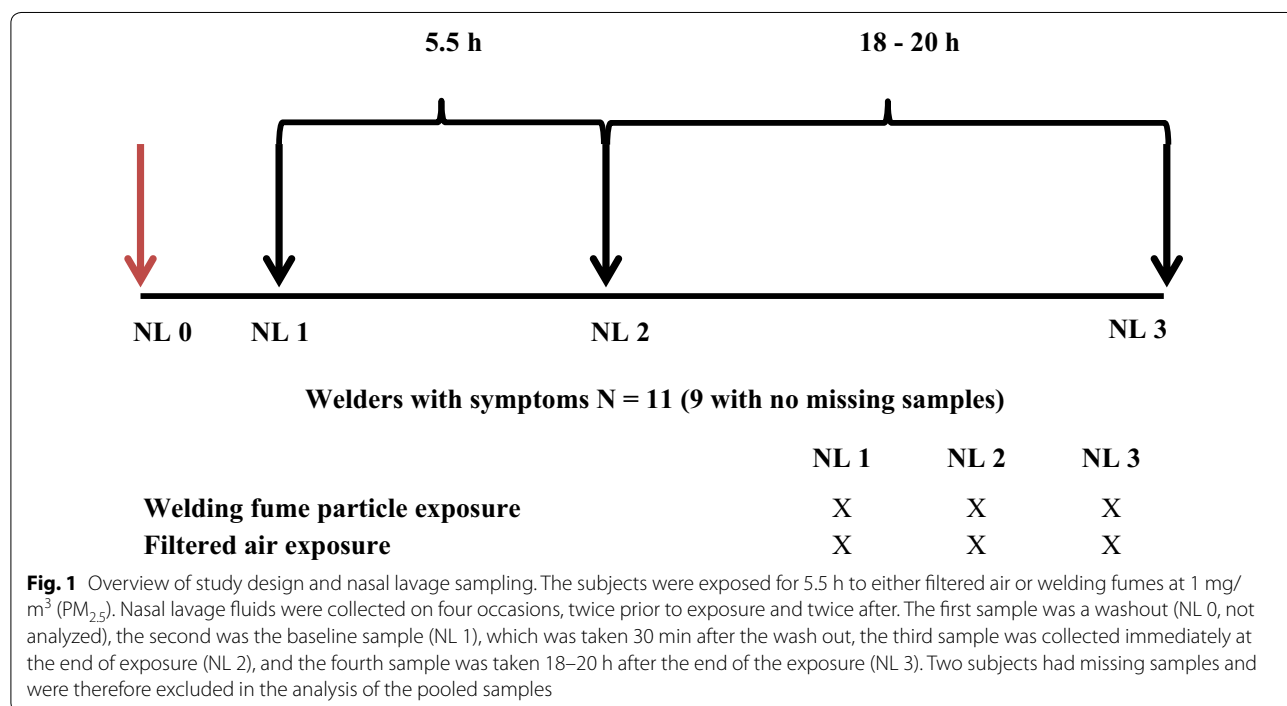 5.5 h 18 - 20 h
NL 0 NL 1 NL 2 NL 3
Welders with symptoms N = 11 (9 with no missing samples)
NL 1 NL 2 NL 3
Welding fume particle exposure X X X
Filtered air exposure X X X
Fig. 1 Overview of study design and nasal lavage sampling. The subjects were exposed for 5.5 h to either filtered air or welding fumes at 1 mg/
m³ (PM₂.₅). Nasal lavage fluids were collected on four occasions, twice prior to exposure and twice after. The first sample was a washout (NL 0, not
analyzed), the second was the baseline sample (NL 1), which was taken 30 min after the wash out, the third sample was collected immediately at
the end of exposure (NL 2), and the fourth sample was taken 18–20 h after the end of the exposure (NL 3). Two subjects had missing samples and
were therefore excluded in the analysis of the pooled samples